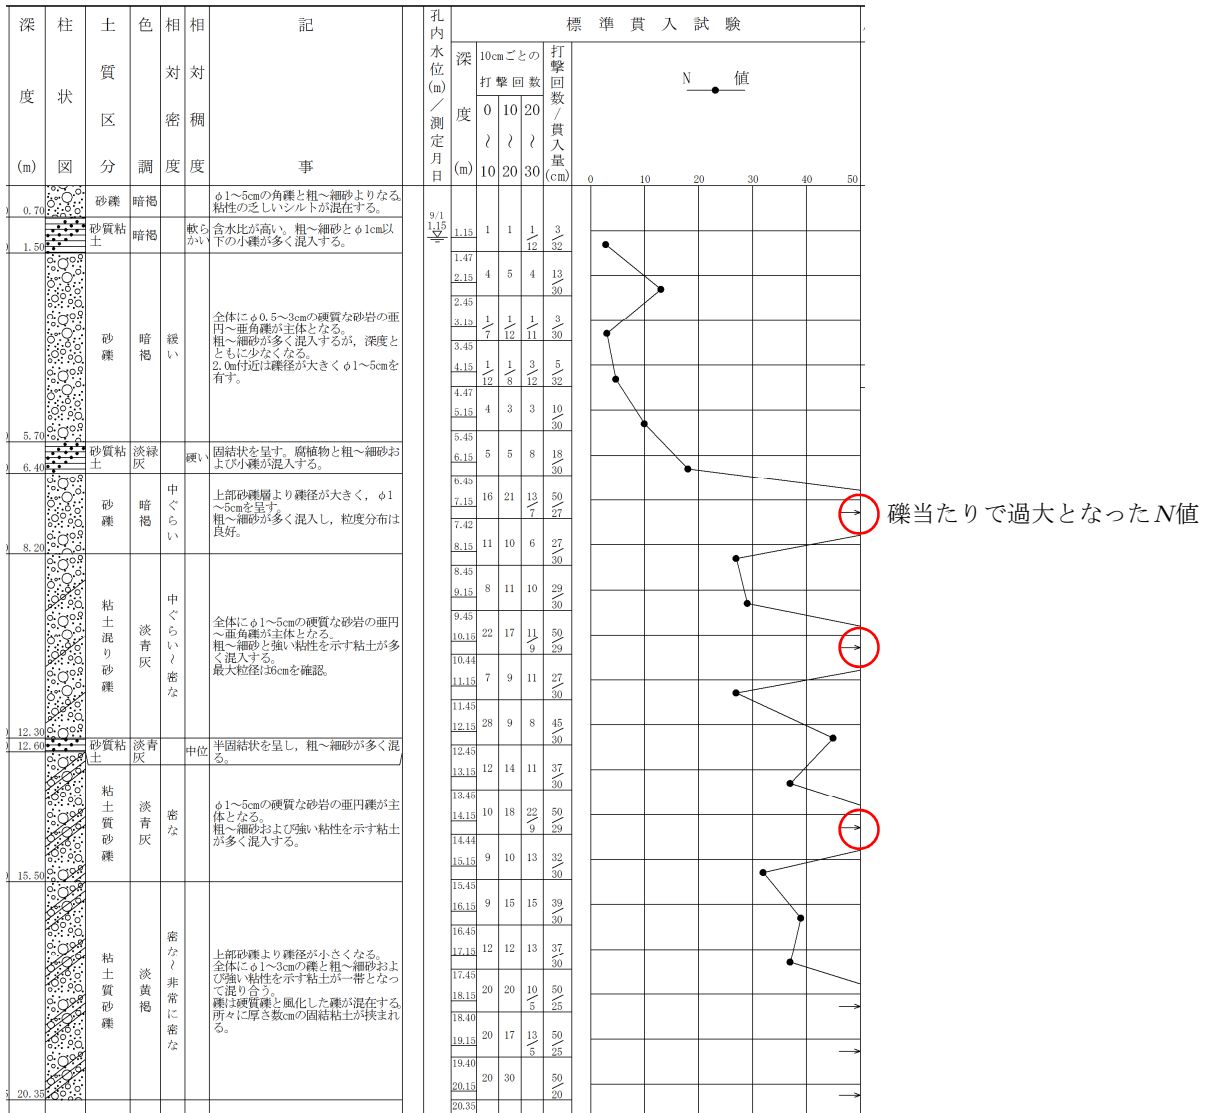 標準貫入試験
深度(m)
柱状図
土質区分
色調
相対密度
相対稠度
記事
孔内水位(m)／測定月日
深度(m)
10cmごとの打撃回数
0～10
10～20
20～30
打撃回数/貫入量(cm)
N 値
0 10 20 30 40 50
0.70 砂礫 暗褐
φ1～5cmの角礫と粗～細砂よりなる。
粘性の乏しいシルトが混在する。
1.50 砂質粘土 暗褐 軟らかい
含水比が高い。粗～細砂とφ1cm以
下の小礫が多く混入する。
5.70 砂礫 暗褐 緩い
全体にφ0.5～3cmの硬質な砂岩の亜
円～亜角礫が主体となる。
粗～細砂が多く混入するが，深度と
ともに少なくなる。
2.0m付近は礫径が大きくφ1～5cmを
有す。
6.40 砂質粘土 淡緑灰 硬い
固結状を呈す。腐植物と粗～細砂お
よび小礫が混入する。
8.20 砂礫 暗褐 中ぐらい
上部砂礫層より礫径が大きく，φ1
～5cmを呈す。
粗～細砂が多く混入し，粒度分布は
良好。
12.30 粘土混り砂礫 淡青灰 中ぐらい～密な
全体にφ1～5cmの硬質な砂岩の亜円
～亜角礫が主体となる。
粗～細砂と強い粘性を示す粘土が多
く混入する。
最大粒径は6cmを確認。
12.60 砂質粘土 淡青灰 中位
半固結状を呈し，粗～細砂が多く混
る。
15.50 粘土質砂礫 淡青灰 密な
φ1～5cmの硬質な砂岩の亜円礫が主
体となる。
粗～細砂および強い粘性を示す粘土
が多く混入する。
20.35 粘土質砂礫 淡黄褐 密な～非常に密な
上部砂礫より礫径が小さくなる。
全体にφ1～3cmの礫と粗～細砂およ
び強い粘性を示す粘土が一帯となっ
て混り合う。
礫は硬質礫と風化した礫が混在する。
所々に厚さ数cmの固結粘土が挟まれ
る。
9/1
1.15
1.15 1 1 1/12 3/32
1.47
2.15 4 5 4 13/30
2.45
3.15 1/7 1/12 1/11 3/30
3.45
4.15 1/12 1/8 3/12 5/32
4.47
5.15 4 3 3 10/30
5.45
6.15 5 5 8 18/30
6.45
7.15 16 21 13/7 50/27
7.42
8.15 11 10 6 27/30
8.45
9.15 8 11 10 29/30
9.45
10.15 22 17 11/9 50/29
10.44
11.15 7 9 11 27/30
11.45
12.15 28 9 8 45/30
12.45
13.15 12 14 11 37/30
13.45
14.15 10 18 22/9 50/29
14.44
15.15 9 10 13 32/30
15.45
16.15 9 15 15 39/30
16.45
17.15 12 12 13 37/30
17.45
18.15 20 20 10/5 50/25
18.40
19.15 20 17 13/5 50/25
19.40
20.15 20 30 50/20
20.35
礫当たりで過大となったN値